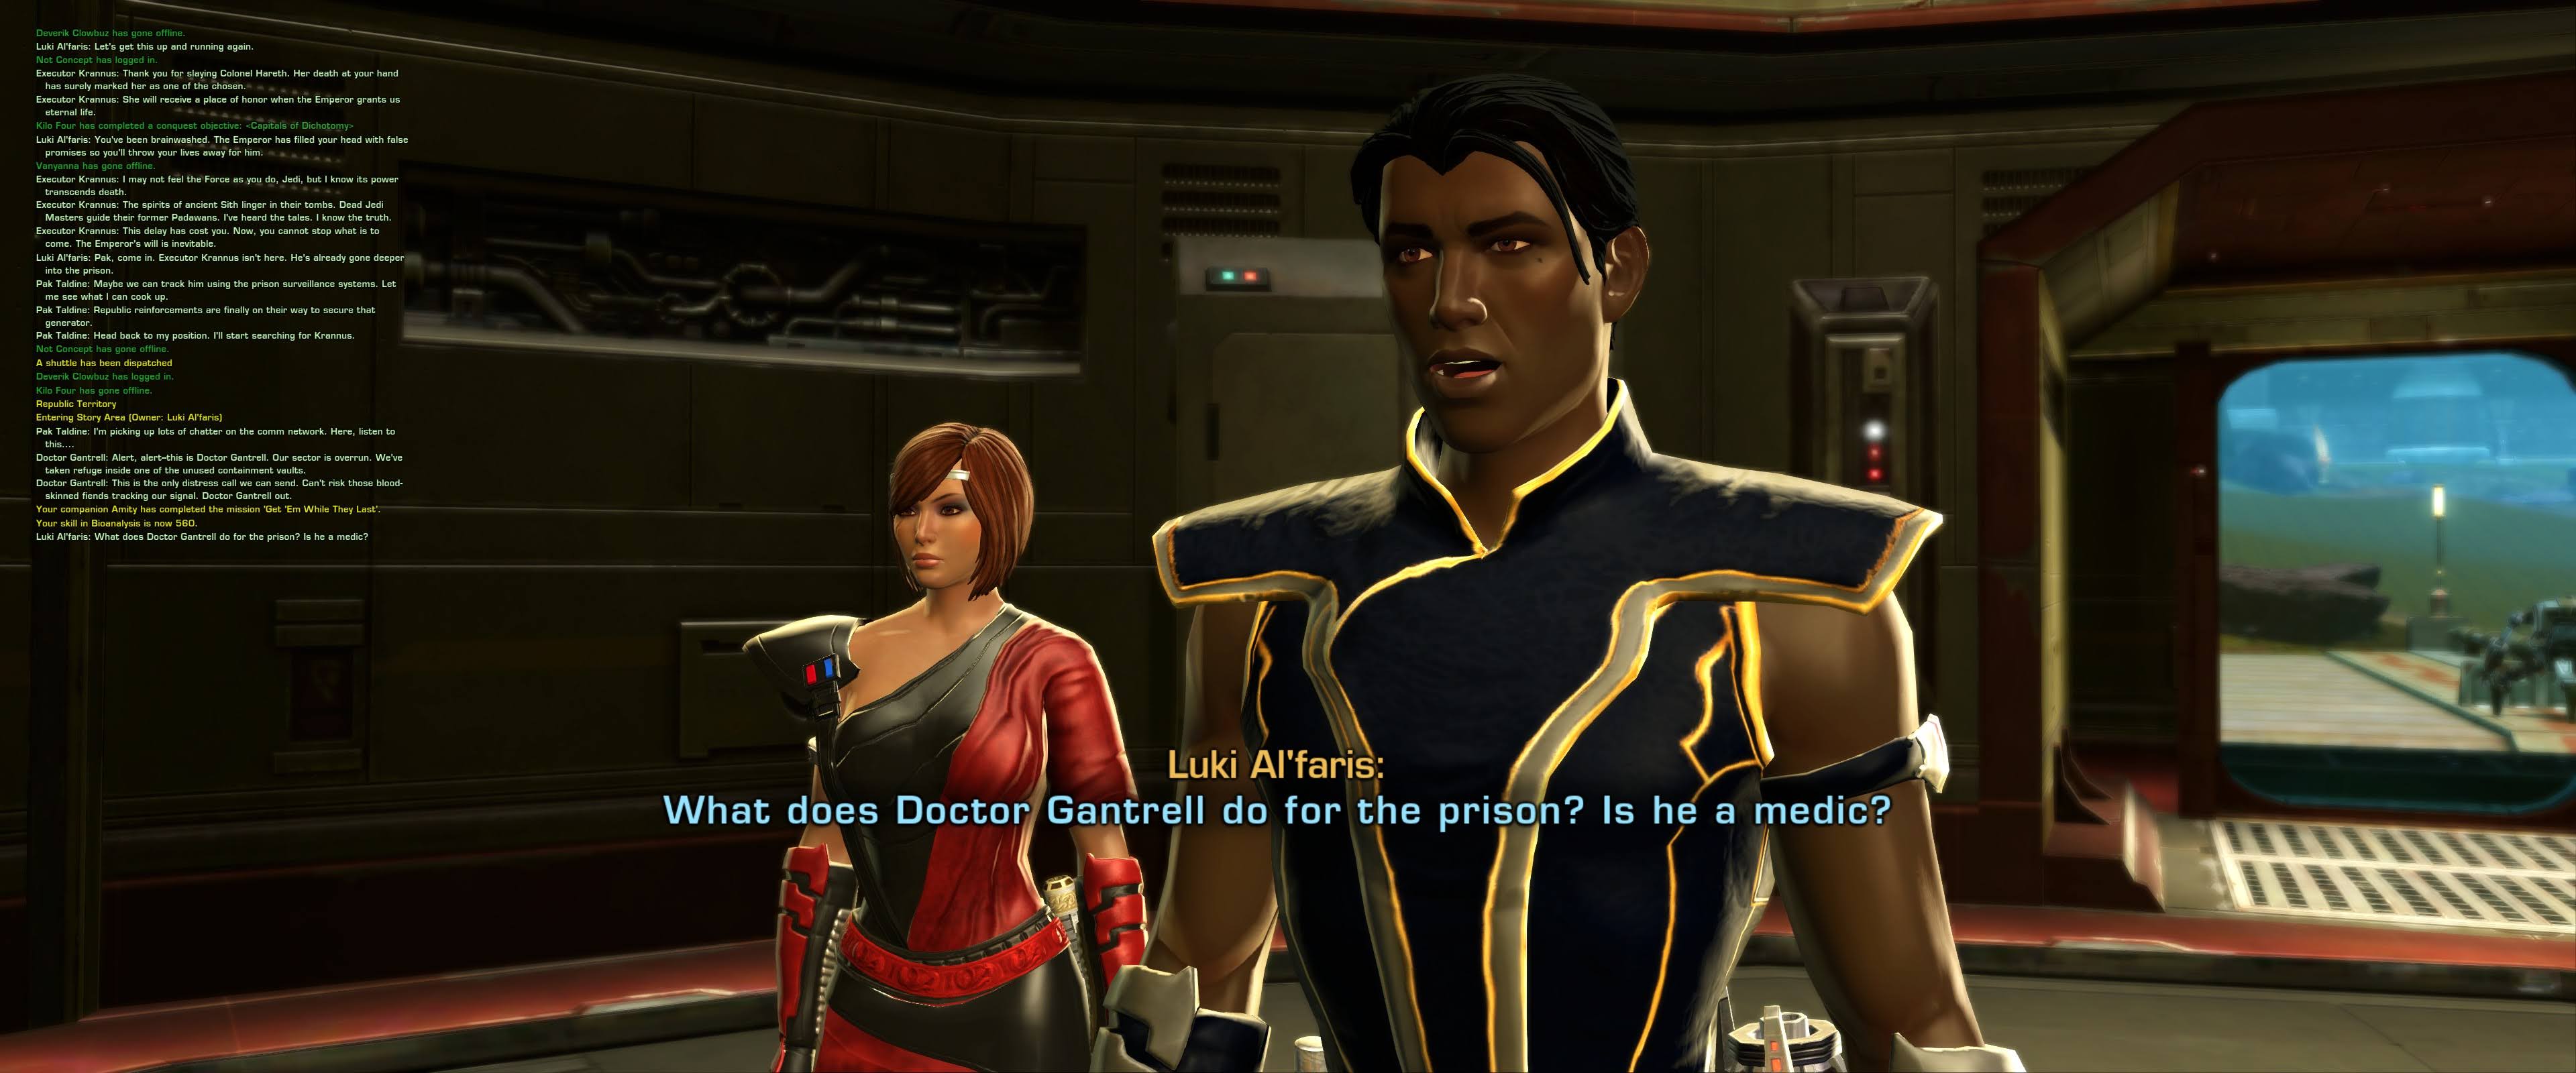 Deverik Clowbuz has gone offline.
Luki Al'faris: Let's get this up and running again.
Not Concept has logged in.
Executor Krannus: Thank you for slaying Colonel Hareth. Her death at your hand
has surely marked her as one of the chosen.
Executor Krannus: She will receive a place of honor when the Emperor grants us
eternal life.
Kilo Four has completed a conquest objective: <Capitals of Dichotomy>
Luki Al'faris: You've been brainwashed. The Emperor has filled your head with false
promises so you'll throw your lives away for him.
Vanyanna has gone offline.
Executor Krannus: I may not feel the Force as you do, Jedi, but I know its power
transcends death.
Executor Krannus: The spirits of ancient Sith linger in their tombs. Dead Jedi
Masters guide their former Padawans. I've heard the tales. I know the truth.
Executor Krannus: This delay has cost you. Now, you cannot stop what is to
come. The Emperor's will is inevitable.
Luki Al'faris: Pak, come in. Executor Krannus isn't here. He's already gone deeper
into the prison.
Pak Taldine: Maybe we can track him using the prison surveillance systems. Let
me see what I can cook up.
Pak Taldine: Republic reinforcements are finally on their way to secure that
generator.
Pak Taldine: Head back to my position. I'll start searching for Krannus.
Not Concept has gone offline.
A shuttle has been dispatched
Deverik Clowbuz has logged in.
Kilo Four has gone offline.
Republic Territory
Entering Story Area (Owner: Luki Al'faris)
Pak Taldine: I'm picking up lots of chatter on the comm network. Here, listen to
this....
Doctor Gantrell: Alert, alert–this is Doctor Gantrell. Our sector is overrun. We've
taken refuge inside one of the unused containment vaults.
Doctor Gantrell: This is the only distress call we can send. Can't risk those blood-
skinned fiends tracking our signal. Doctor Gantrell out.
Your companion Amity has completed the mission 'Get 'Em While They Last'.
Your skill in Bioanalysis is now 560.
Luki Al'faris: What does Doctor Gantrell do for the prison? Is he a medic?
Luki Al'faris:
What does Doctor Gantrell do for the prison? Is he a medic?